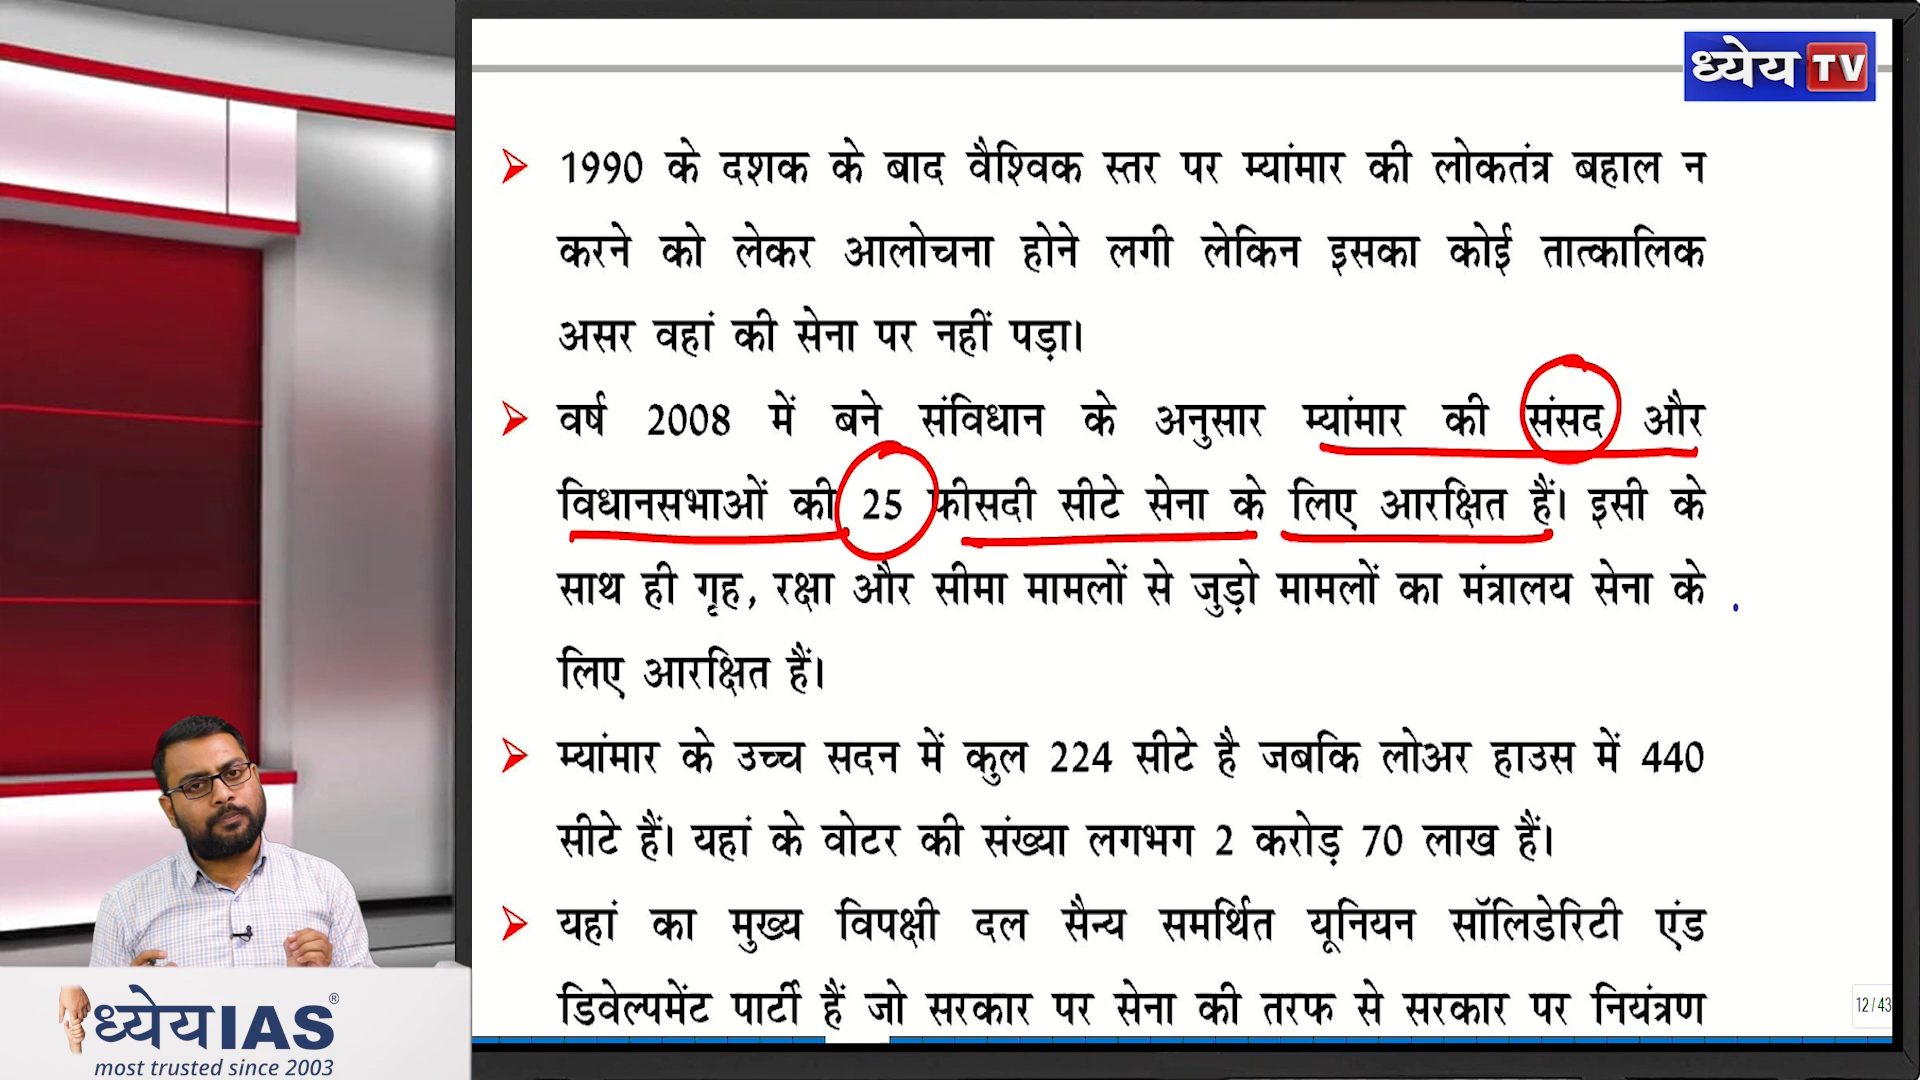 ध्येय TV
1990 के दशक के बाद वैश्विक स्तर पर म्यांमार की लोकतंत्र बहाल न
करने को लेकर आलोचना होने लगी लेकिन इसका कोई तात्कालिक
असर वहां की सेना पर नहीं पड़ा।
वर्ष 2008 में बने संविधान के अनुसार म्यांमार की संसद और
विधानसभाओं की 25 फीसदी सीटे सेना के लिए आरक्षित हैं। इसी के
साथ ही गृह, रक्षा और सीमा मामलों से जुड़ो मामलों का मंत्रालय सेना के
लिए आरक्षित हैं।
म्यांमार के उच्च सदन में कुल 224 सीटे है जबकि लोअर हाउस में 440
सीटे हैं। यहां के वोटर की संख्या लगभग 2 करोड़ 70 लाख हैं।
यहां का मुख्य विपक्षी दल सैन्य समर्थित यूनियन सॉलिडेरिटी एंड
डिवेल्पमेंट पार्टी हैं जो सरकार पर सेना की तरफ से सरकार पर नियंत्रण
12 / 43
ध्येय IAS®
most trusted since 2003